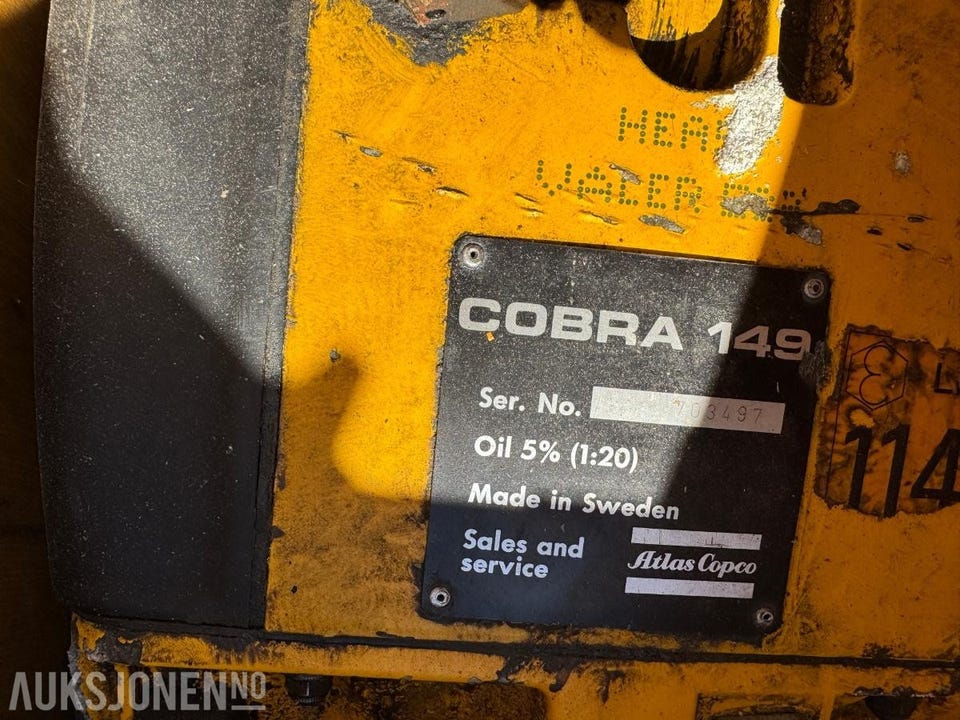 COBRA 149
Ser. No. 703497
Oil 5% (1:20)
Made in Sweden
Sales and
service
Atlas Copco
114
AUKSJONEN.NO